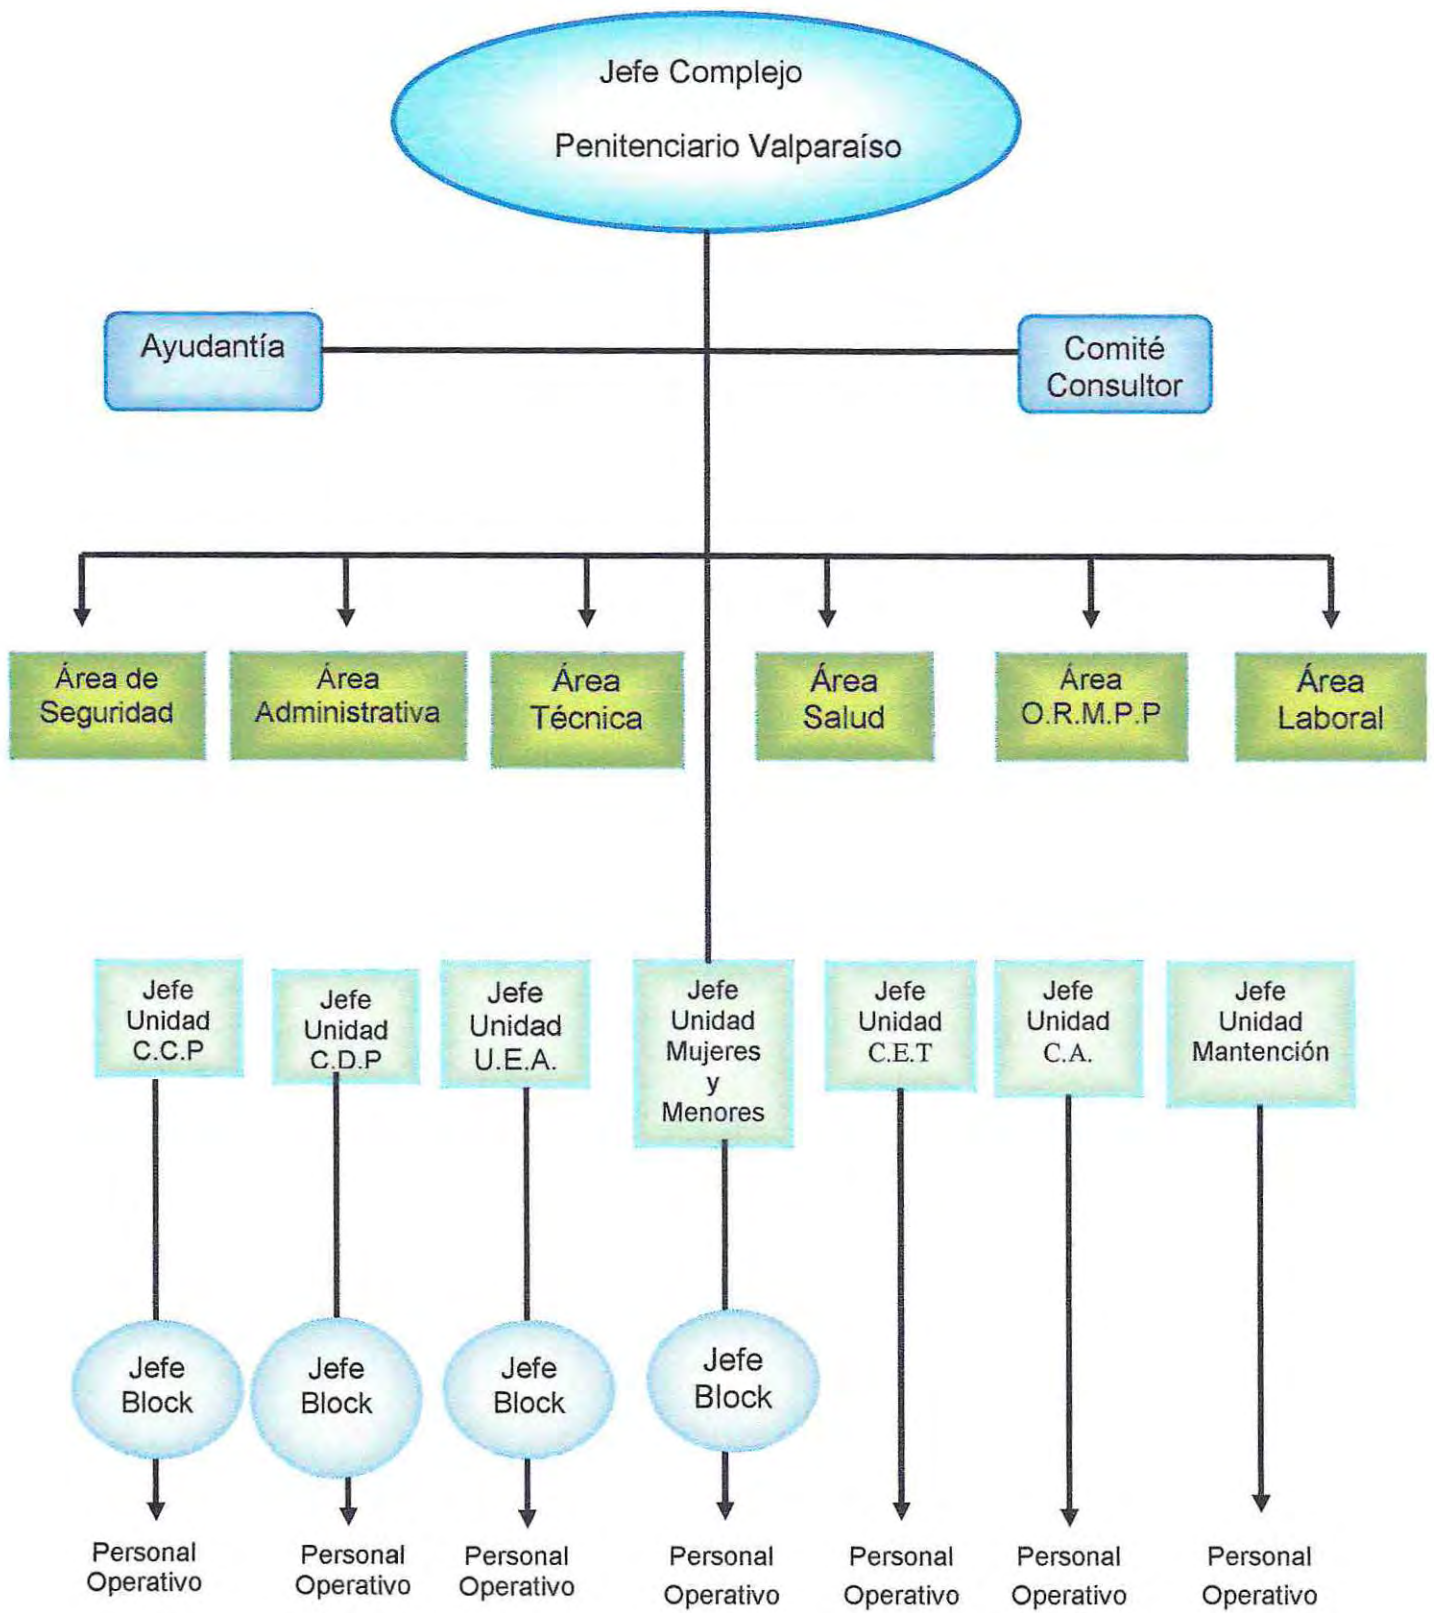 Jefe Complejo
Penitenciario Valparaíso
Ayudantía
Comité
Consultor
Área de
Seguridad
Área
Administrativa
Área
Técnica
Área
Salud
Área
O.R.M.P.P
Área
Laboral
Jefe
Unidad
C.C.P
Jefe
Unidad
C.D.P
Jefe
Unidad
U.E.A.
Jefe
Unidad
Mujeres
y
Menores
Jefe
Unidad
C.E.T
Jefe
Unidad
C.A.
Jefe
Unidad
Mantención
Jefe
Block
Jefe
Block
Jefe
Block
Jefe
Block
Personal
Operativo
Personal
Operativo
Personal
Operativo
Personal
Operativo
Personal
Operativo
Personal
Operativo
Personal
Operativo